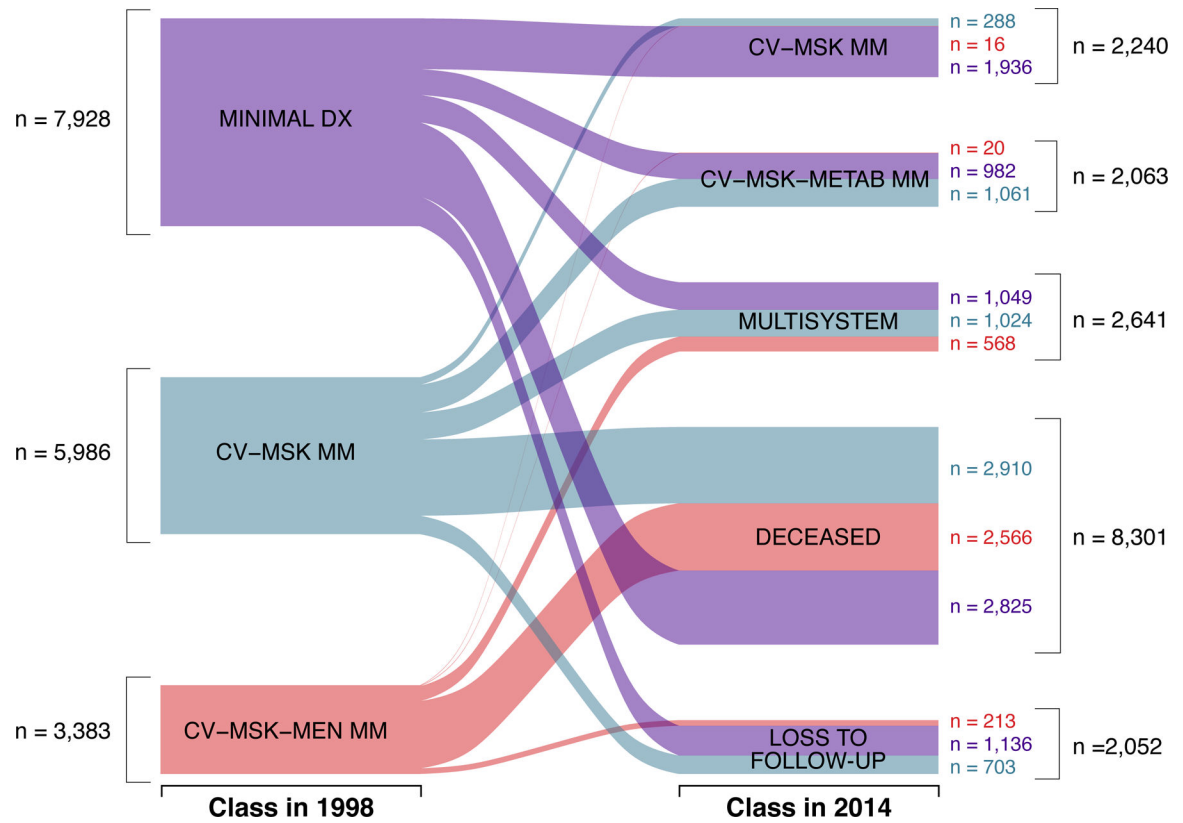 n = 7,928
MINIMAL DX
n = 5,986
CV−MSK MM
n = 3,383
CV−MSK−MEN MM
Class in 1998
CV−MSK MM
n = 288
n = 16
n = 1,936
n = 2,240
CV−MSK−METAB MM
n = 20
n = 982
n = 1,061
n = 2,063
MULTISYSTEM
n = 1,049
n = 1,024
n = 568
n = 2,641
DECEASED
n = 2,910
n = 2,566
n = 2,825
n = 8,301
LOSS TO
FOLLOW-UP
n = 213
n = 1,136
n = 703
n =2,052
Class in 2014